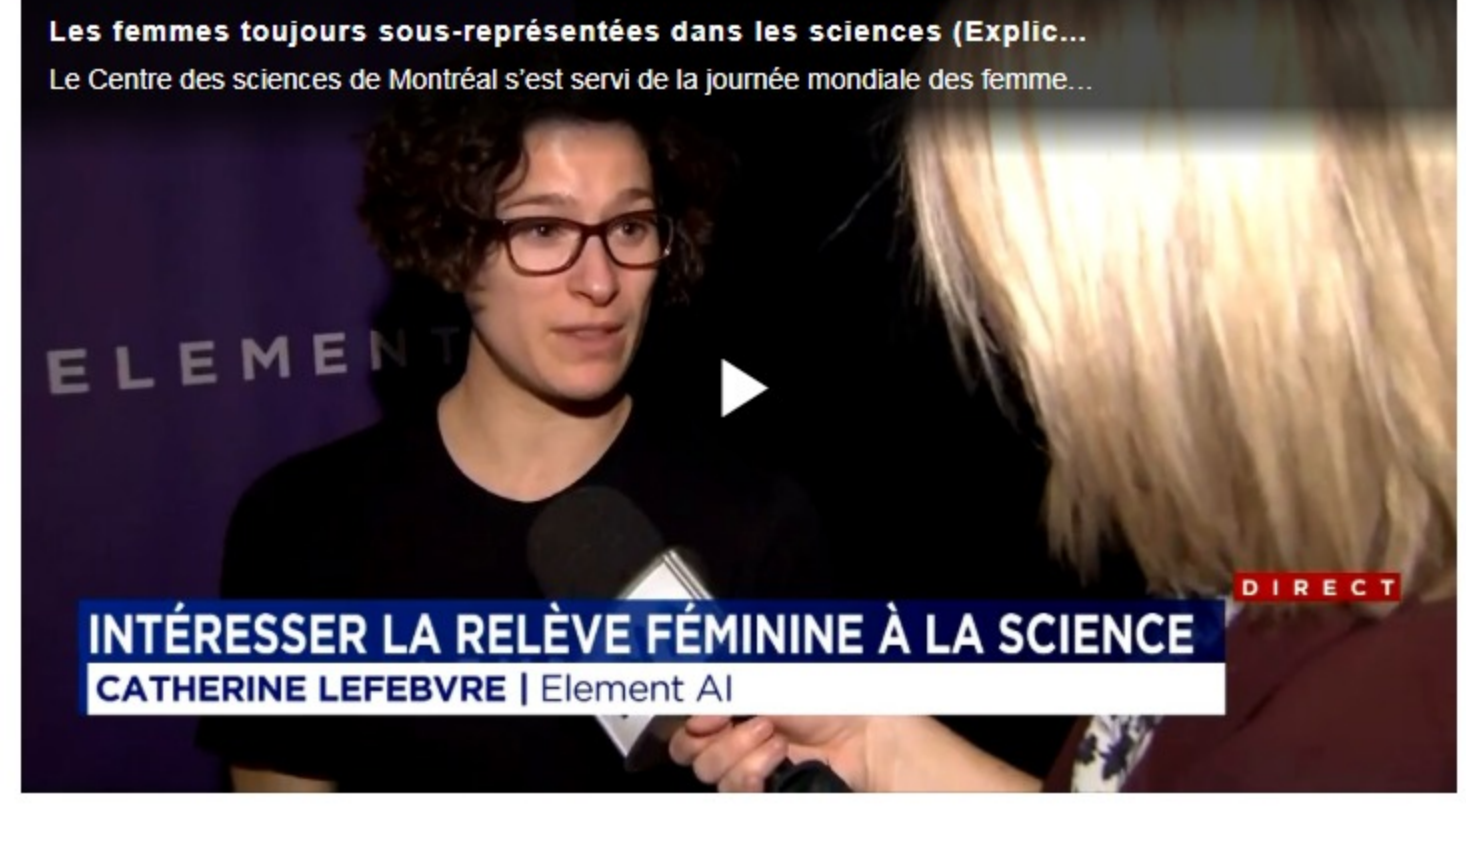 Les femmes toujours sous-représentées dans les sciences (Explic...
Le Centre des sciences de Montréal s'est servi de la journée mondiale des femme...
ELEMENT
DIRECT
INTÉRESSER LA RELÈVE FÉMININE À LA SCIENCE
CATHERINE LEFEBVRE | Element AI